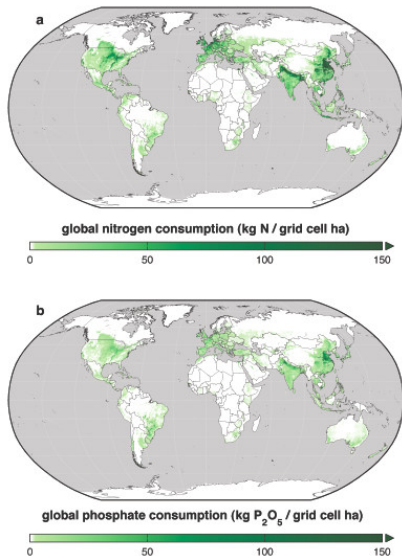 a
global nitrogen consumption (kg N / grid cell ha)
0 50 100 150
b
global phosphate consumption (kg P₂O₅ / grid cell ha)
0 50 100 150